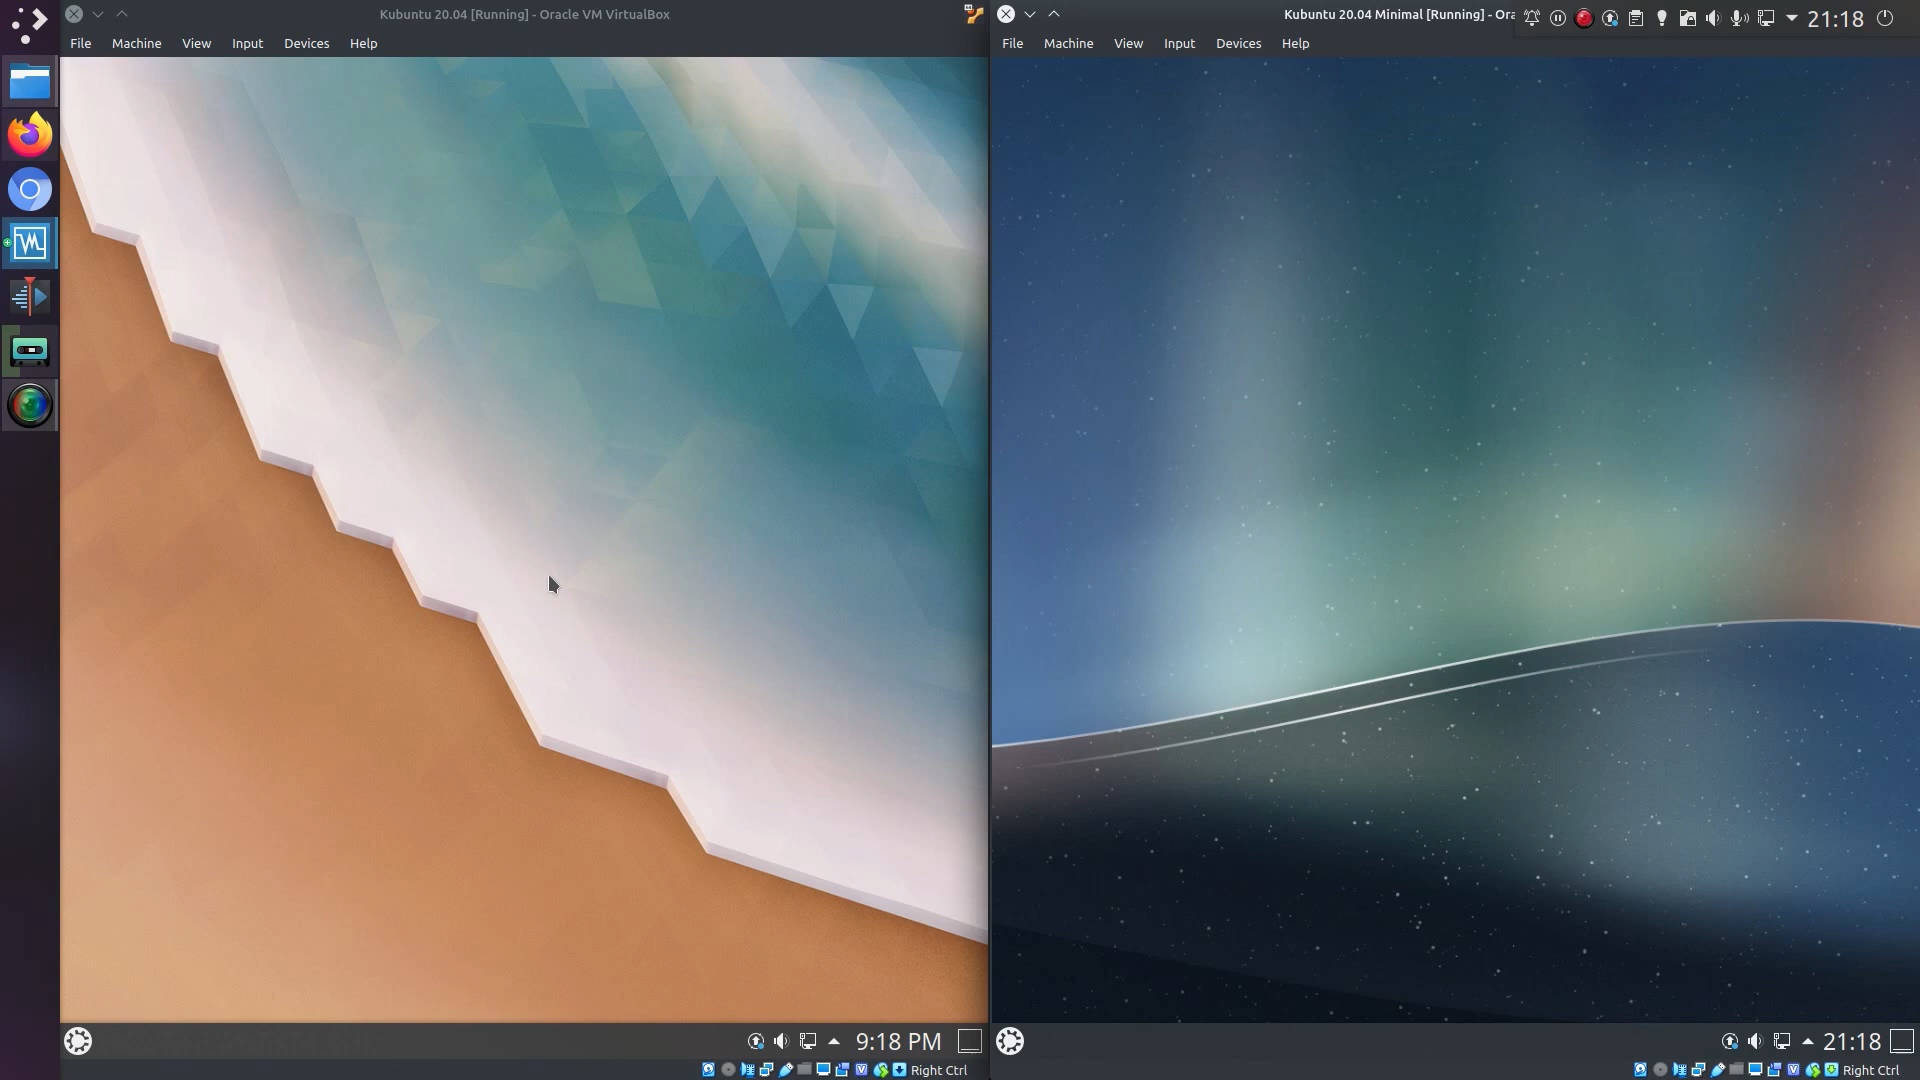 Kubuntu 20.04 [Running] - Oracle VM VirtualBox
File Machine View Input Devices Help
9:18 PM
Right Ctrl
Kubuntu 20.04 Minimal [Running] - Ora
21:18
File Machine View Input Devices Help
21:18
Right Ctrl